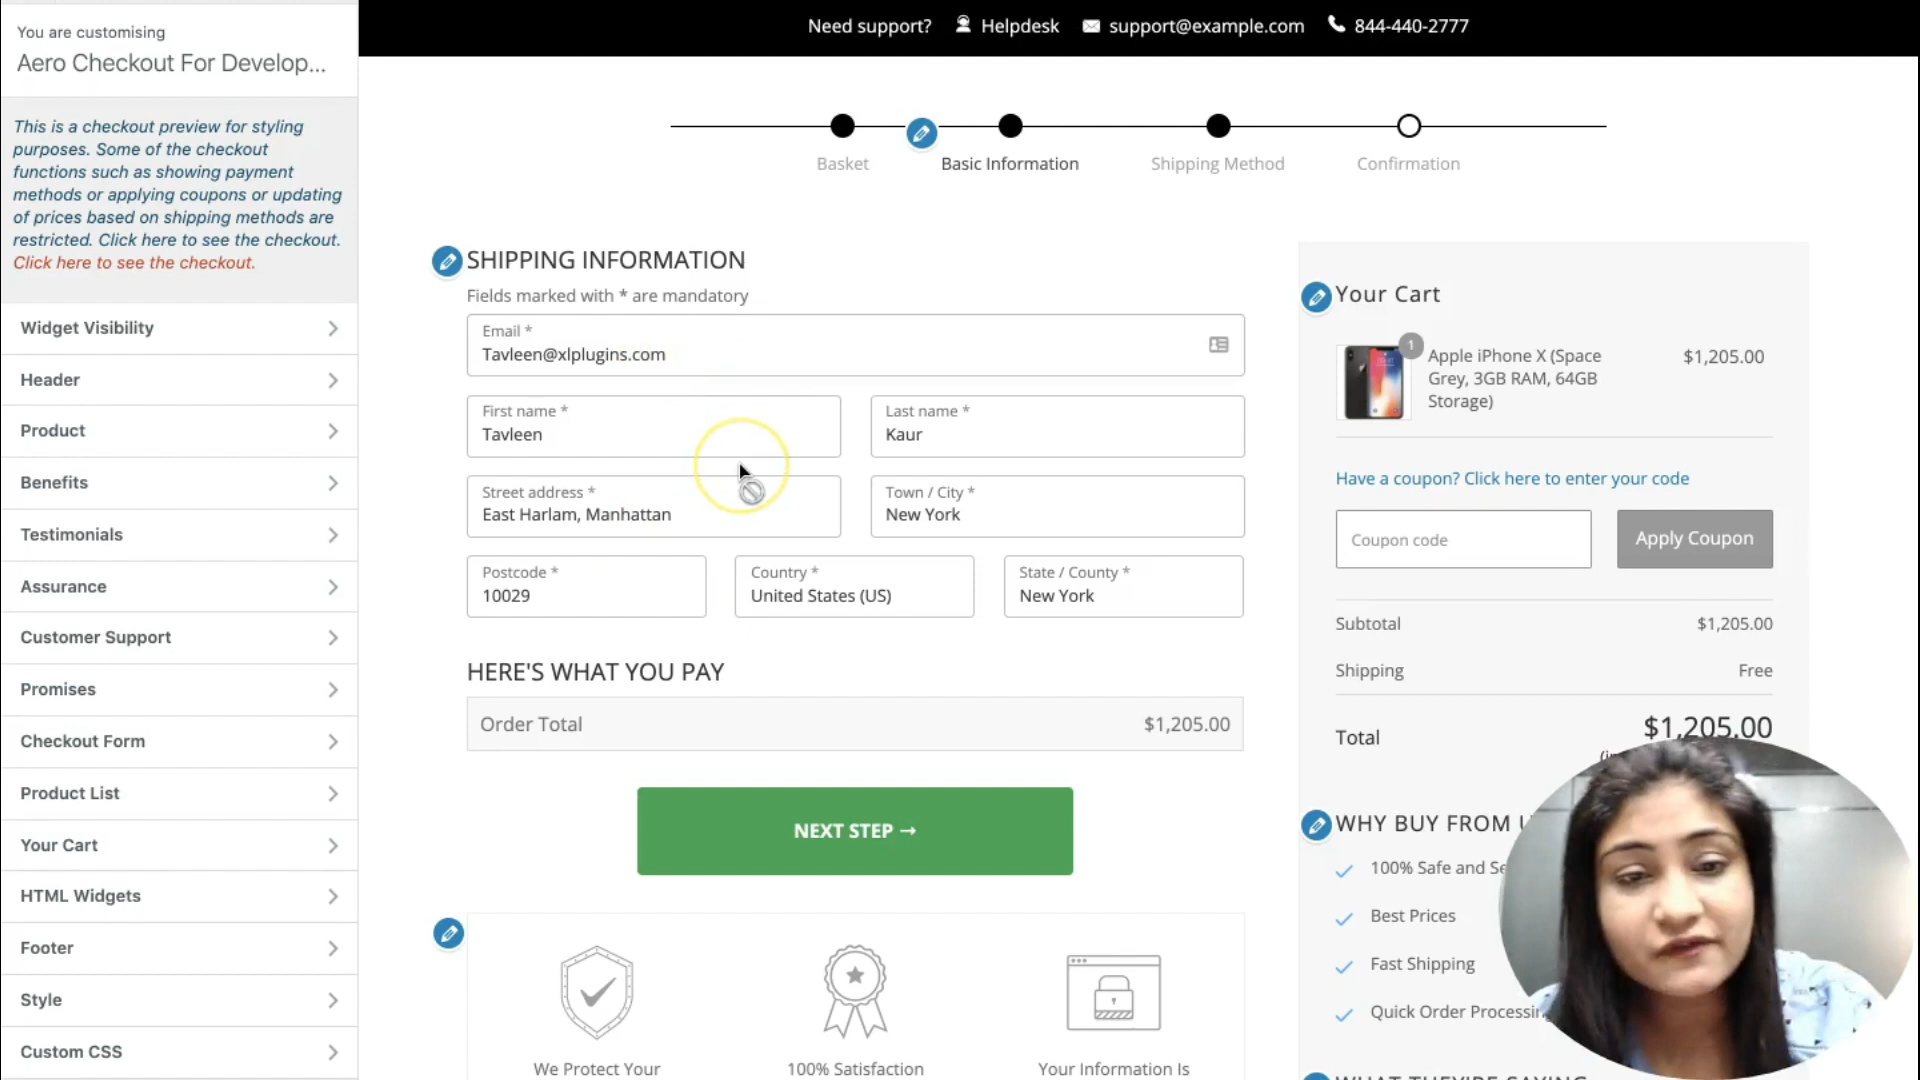 You are customising
Aero Checkout For Develop...
This is a checkout preview for styling
purposes. Some of the checkout
functions such as showing payment
methods or applying coupons or updating
of prices based on shipping methods are
restricted. Click here to see the checkout.
Click here to see the checkout.
Widget Visibility
Header
Product
Benefits
Testimonials
Assurance
Customer Support
Promises
Checkout Form
Product List
Your Cart
HTML Widgets
Footer
Style
Custom CSS
Need support? Helpdesk support@example.com 844-440-2777
Basket Basic Information Shipping Method Confirmation
SHIPPING INFORMATION
Fields marked with * are mandatory
Email *
Tavleen@xlplugins.com
First name * Last name *
Tavleen Kaur
Street address * Town / City *
East Harlam, Manhattan New York
Postcode * Country * State / County *
10029 United States (US) New York
HERE'S WHAT YOU PAY
Order Total $1,205.00
NEXT STEP →
We Protect Your 100% Satisfaction Your Information Is
Your Cart
1
Apple iPhone X (Space $1,205.00
Grey, 3GB RAM, 64GB
Storage)
Have a coupon? Click here to enter your code
Coupon code Apply Coupon
Subtotal $1,205.00
Shipping Free
Total $1,205.00
WHY BUY FROM
100% Safe and
Best Prices
Fast Shipping
Quick Order